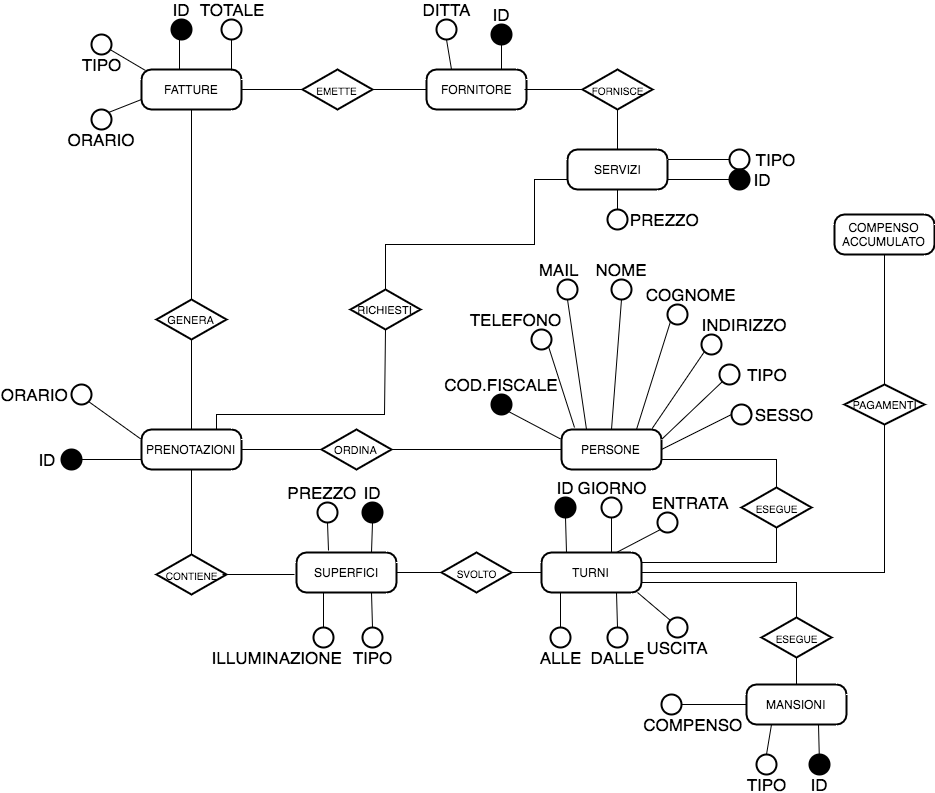 ID
TOTALE
DITTA
ID
TIPO
FATTURE
EMETTE
FORNITORE
FORNISCE
ORARIO
SERVIZI
TIPO
ID
PREZZO
COMPENSO
ACCUMULATO
MAIL
NOME
COGNOME
GENERA
RICHIESTI
TELEFONO
INDIRIZZO
COD.FISCALE
TIPO
ORARIO
SESSO
PAGAMENTI
PRENOTAZIONI
ORDINA
PERSONE
ID
PREZZO
ID
ID
GIORNO
ENTRATA
ESEGUE
CONTIENE
SUPERFICI
SVOLTO
TURNI
ILLUMINAZIONE
TIPO
ALLE
DALLE
USCITA
ESEGUE
COMPENSO
MANSIONI
TIPO
ID